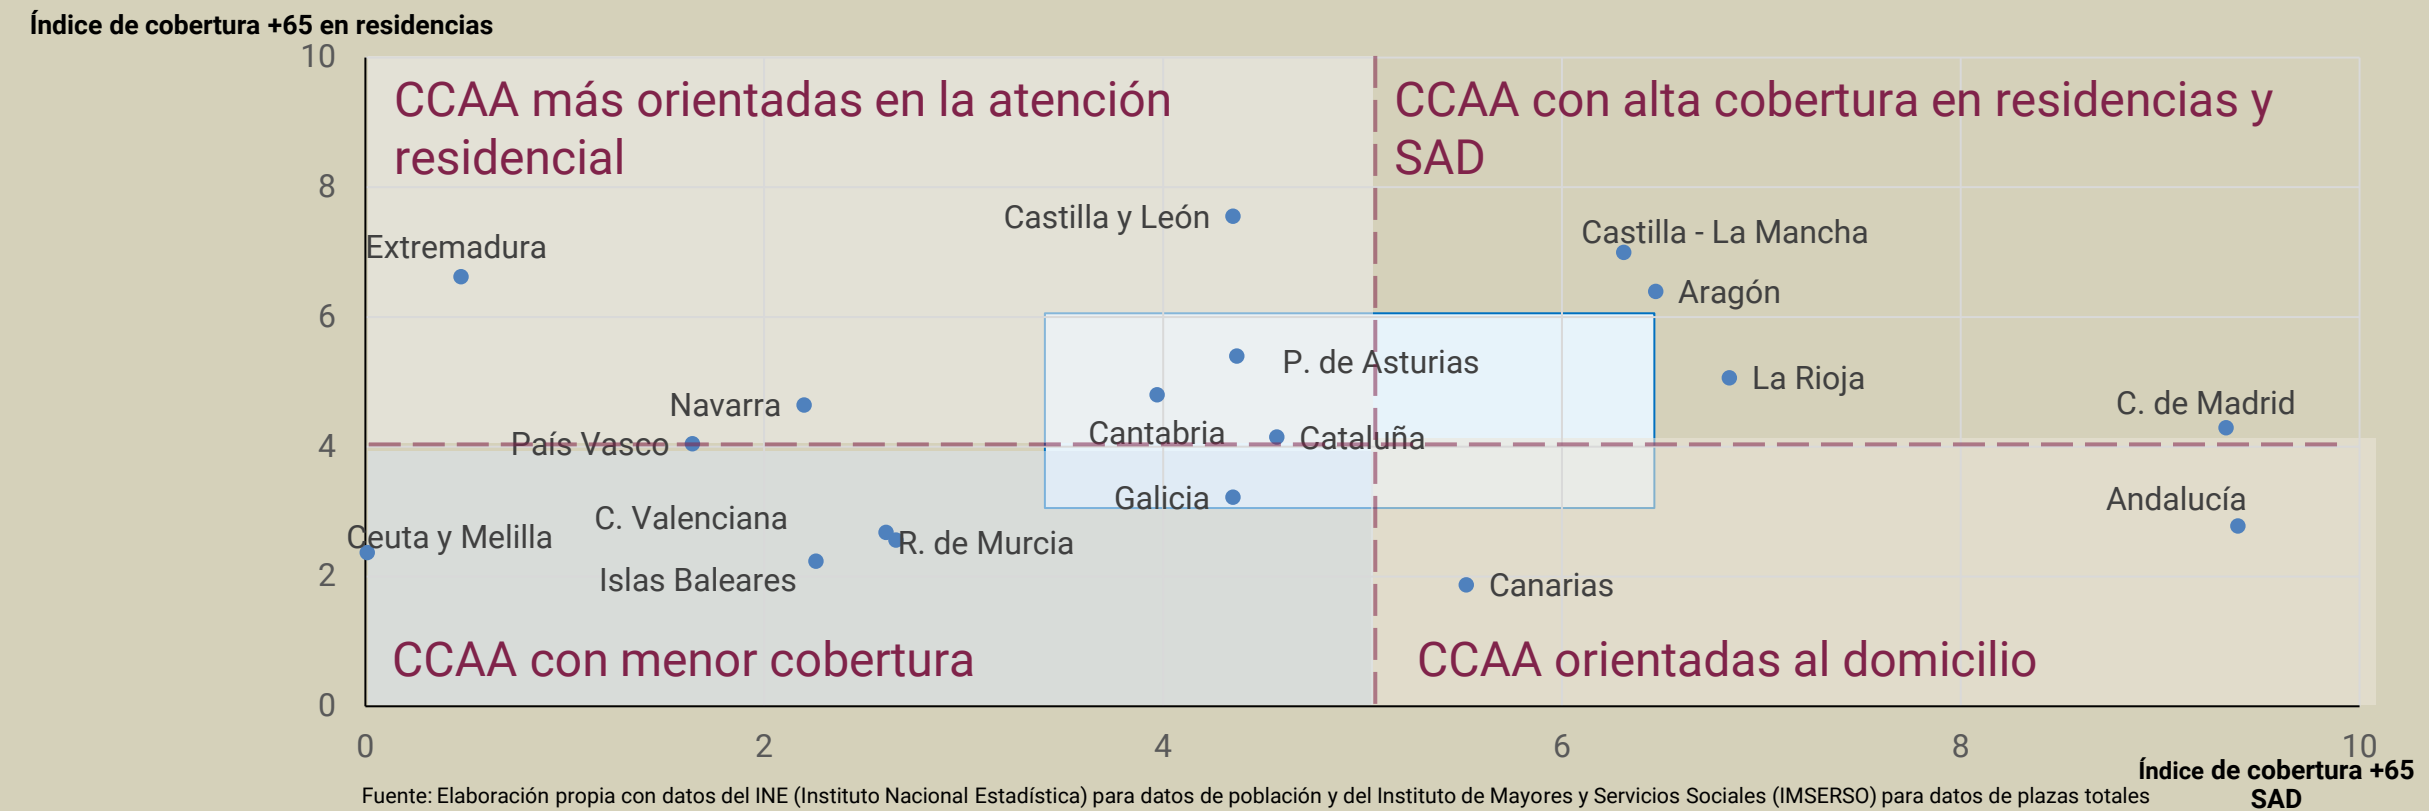 Índice de cobertura +65 en residencias
10
CCAA más orientadas en la atención
residencial
CCAA con alta cobertura en residencias y
SAD
8
Castilla y León
Castilla - La Mancha
Extremadura
Aragón
6
P. de Asturias
La Rioja
Navarra
C. de Madrid
Cantabria
Cataluña
País Vasco
4
Galicia
Andalucía
C. Valenciana
Ceuta y Melilla
R. de Murcia
Islas Baleares
2
Canarias
CCAA con menor cobertura
CCAA orientadas al domicilio
0
0
2
4
6
8
10
Índice de cobertura +65
SAD
Fuente: Elaboración propia con datos del INE (Instituto Nacional Estadística) para datos de población y del Instituto de Mayores y Servicios Sociales (IMSERSO) para datos de plazas totales